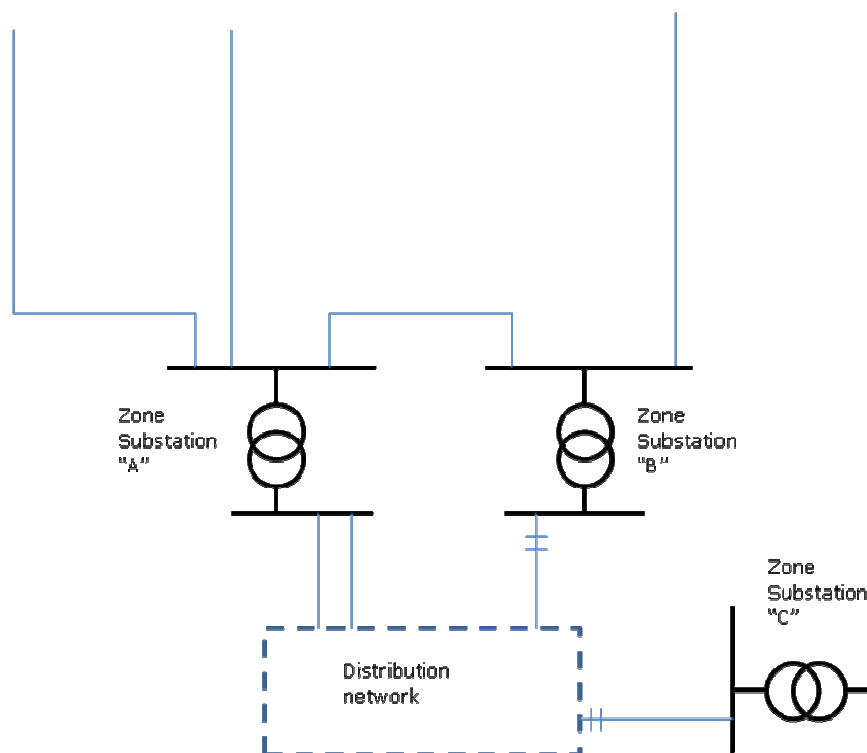 Zone
Substation
"A"
Zone
Substation
"B"
Zone
Substation
"C"
Distribution
network